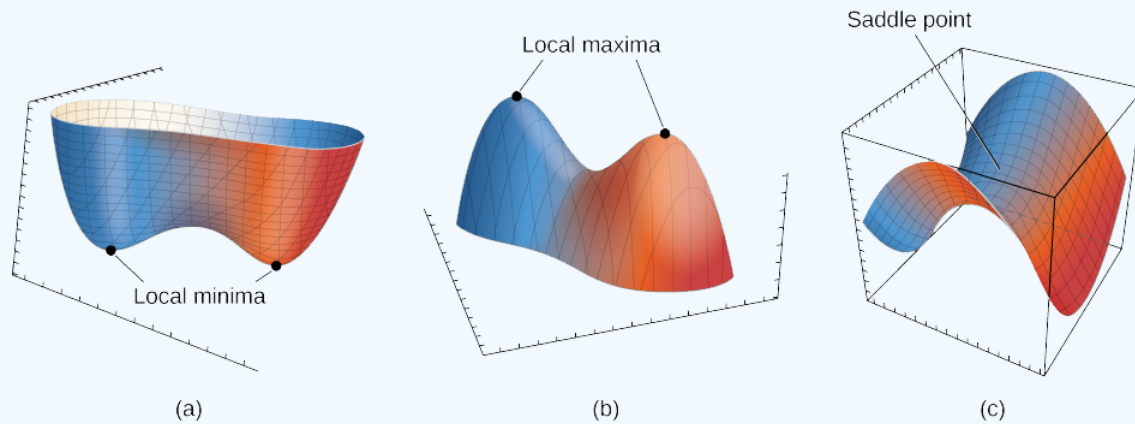 Saddle point
Local maxima
Local minima
(a)
(b)
(c)